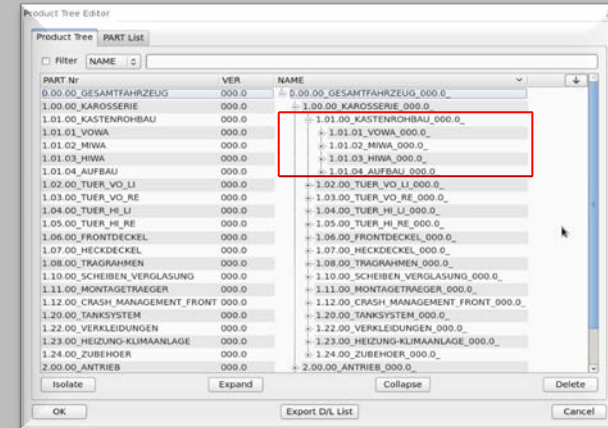 Product Tree Editor
Product Tree PART List
Filter NAME
PART Nr VER NAME
0.00.00_GESAMTFAHRZEUG 000.0 0.00.00_GESAMTFAHRZEUG_000.0_
1.00.00_KAROSSERIE 000.0 1.00.00_KAROSSERIE_000.0_
1.01.00_KASTENROHBAU 000.0 1.01.00_KASTENROHBAU_000.0_
1.01.01_VOWA 000.0 1.01.01_VOWA_000.0_
1.01.02_MIWA 000.0 1.01.02_MIWA_000.0_
1.01.03_HIWA 000.0 1.01.03_HIWA_000.0_
1.01.04_AUFBAU 000.0 1.01.04_AUFBAU_000.0_
1.02.00_TUER_VO_LI 000.0 1.02.00_TUER_VO_LI_000.0_
1.03.00_TUER_VO_RE 000.0 1.03.00_TUER_VO_RE_000.0_
1.04.00_TUER_HI_LI 000.0 1.04.00_TUER_HI_LI_000.0_
1.05.00_TUER_HI_RE 000.0 1.05.00_TUER_HI_RE_000.0_
1.06.00_FRONTDECKEL 000.0 1.06.00_FRONTDECKEL_000.0_
1.07.00_HECKDECKEL 000.0 1.07.00_HECKDECKEL_000.0_
1.08.00_TRAGRAHMEN 000.0 1.08.00_TRAGRAHMEN_000.0_
1.10.00_SCHEIBEN_VERGLASUNG 000.0 1.10.00_SCHEIBEN_VERGLASUNG_000.0_
1.11.00_MONTAGETRAEGER 000.0 1.11.00_MONTAGETRAEGER_000.0_
1.12.00_CRASH_MANAGEMENT_FRONT 000.0 1.12.00_CRASH_MANAGEMENT_FRONT_000.0_
1.20.00_TANKSYSTEM 000.0 1.20.00_TANKSYSTEM_000.0_
1.22.00_VERKLEIDUNGEN 000.0 1.22.00_VERKLEIDUNGEN_000.0_
1.23.00_HEIZUNG-KLIMAANLAGE 000.0 1.23.00_HEIZUNG-KLIMAANLAGE_000.0_
1.24.00_ZUBEHOER 000.0 1.24.00_ZUBEHOER_000.0_
2.00.00_ANTRIEB 000.0 2.00.00_ANTRIEB_000.0_
Isolate Expand Collapse Delete
OK Export D/L List Cancel